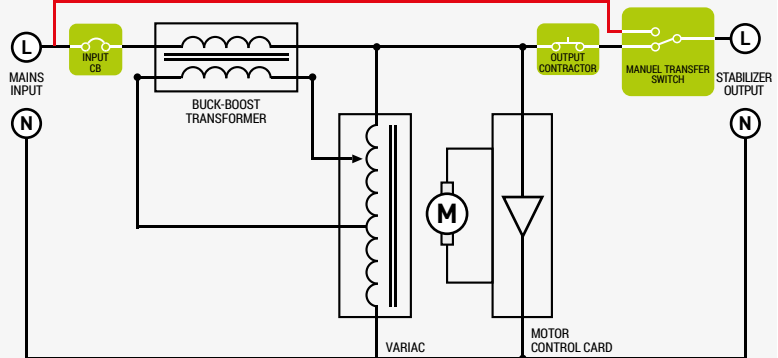 L
INPUT
CB
MAINS
INPUT
N
BUCK-BOOST
TRANSFORMER
M
VARIAC
MOTOR
CONTROL CARD
OUTPUT
CONTRACTOR
MANUEL TRANSFER
SWITCH
L
STABILIZER
OUTPUT
N